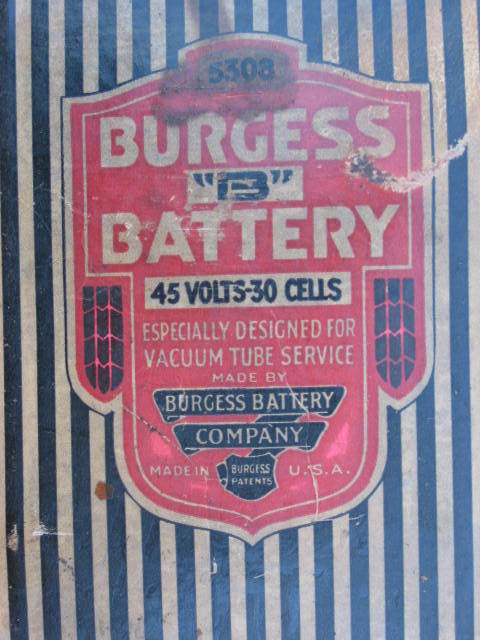 5308
BURGESS
"B"
BATTERY
45 VOLTS-30 CELLS
ESPECIALLY DESIGNED FOR
VACUUM TUBE SERVICE
MADE BY
BURGESS BATTERY
COMPANY
MADE IN BURGESS U.S.A.
PATENTS